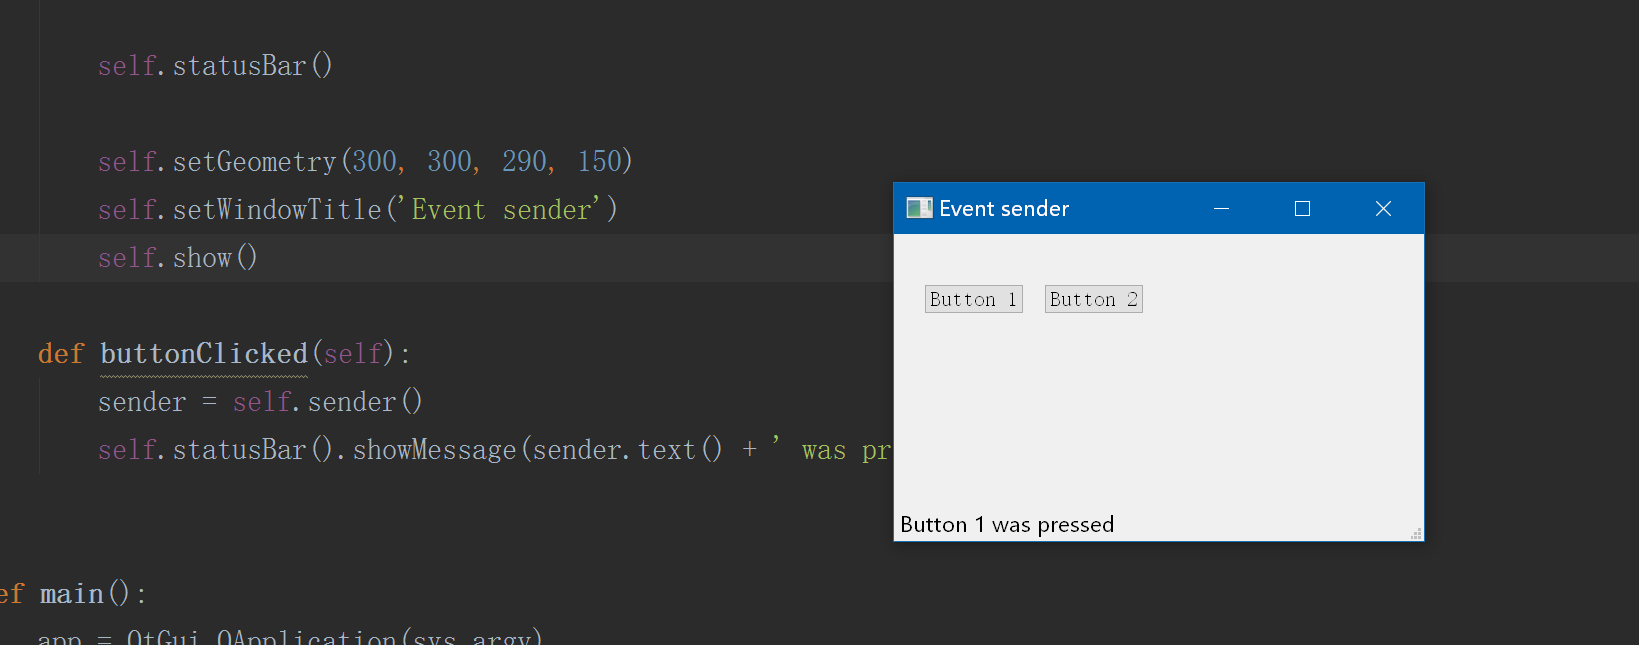 self.statusBar()
self.setGeometry(300, 300, 290, 150)
self.setWindowTitle('Event sender')
self.show()
def buttonClicked(self):
sender = self.sender()
self.statusBar().showMessage(sender.text() + ' was pr
ef main():
app = QtGui.QApplication(sys.argv)
Event sender
Button 1 Button 2
Button 1 was pressed